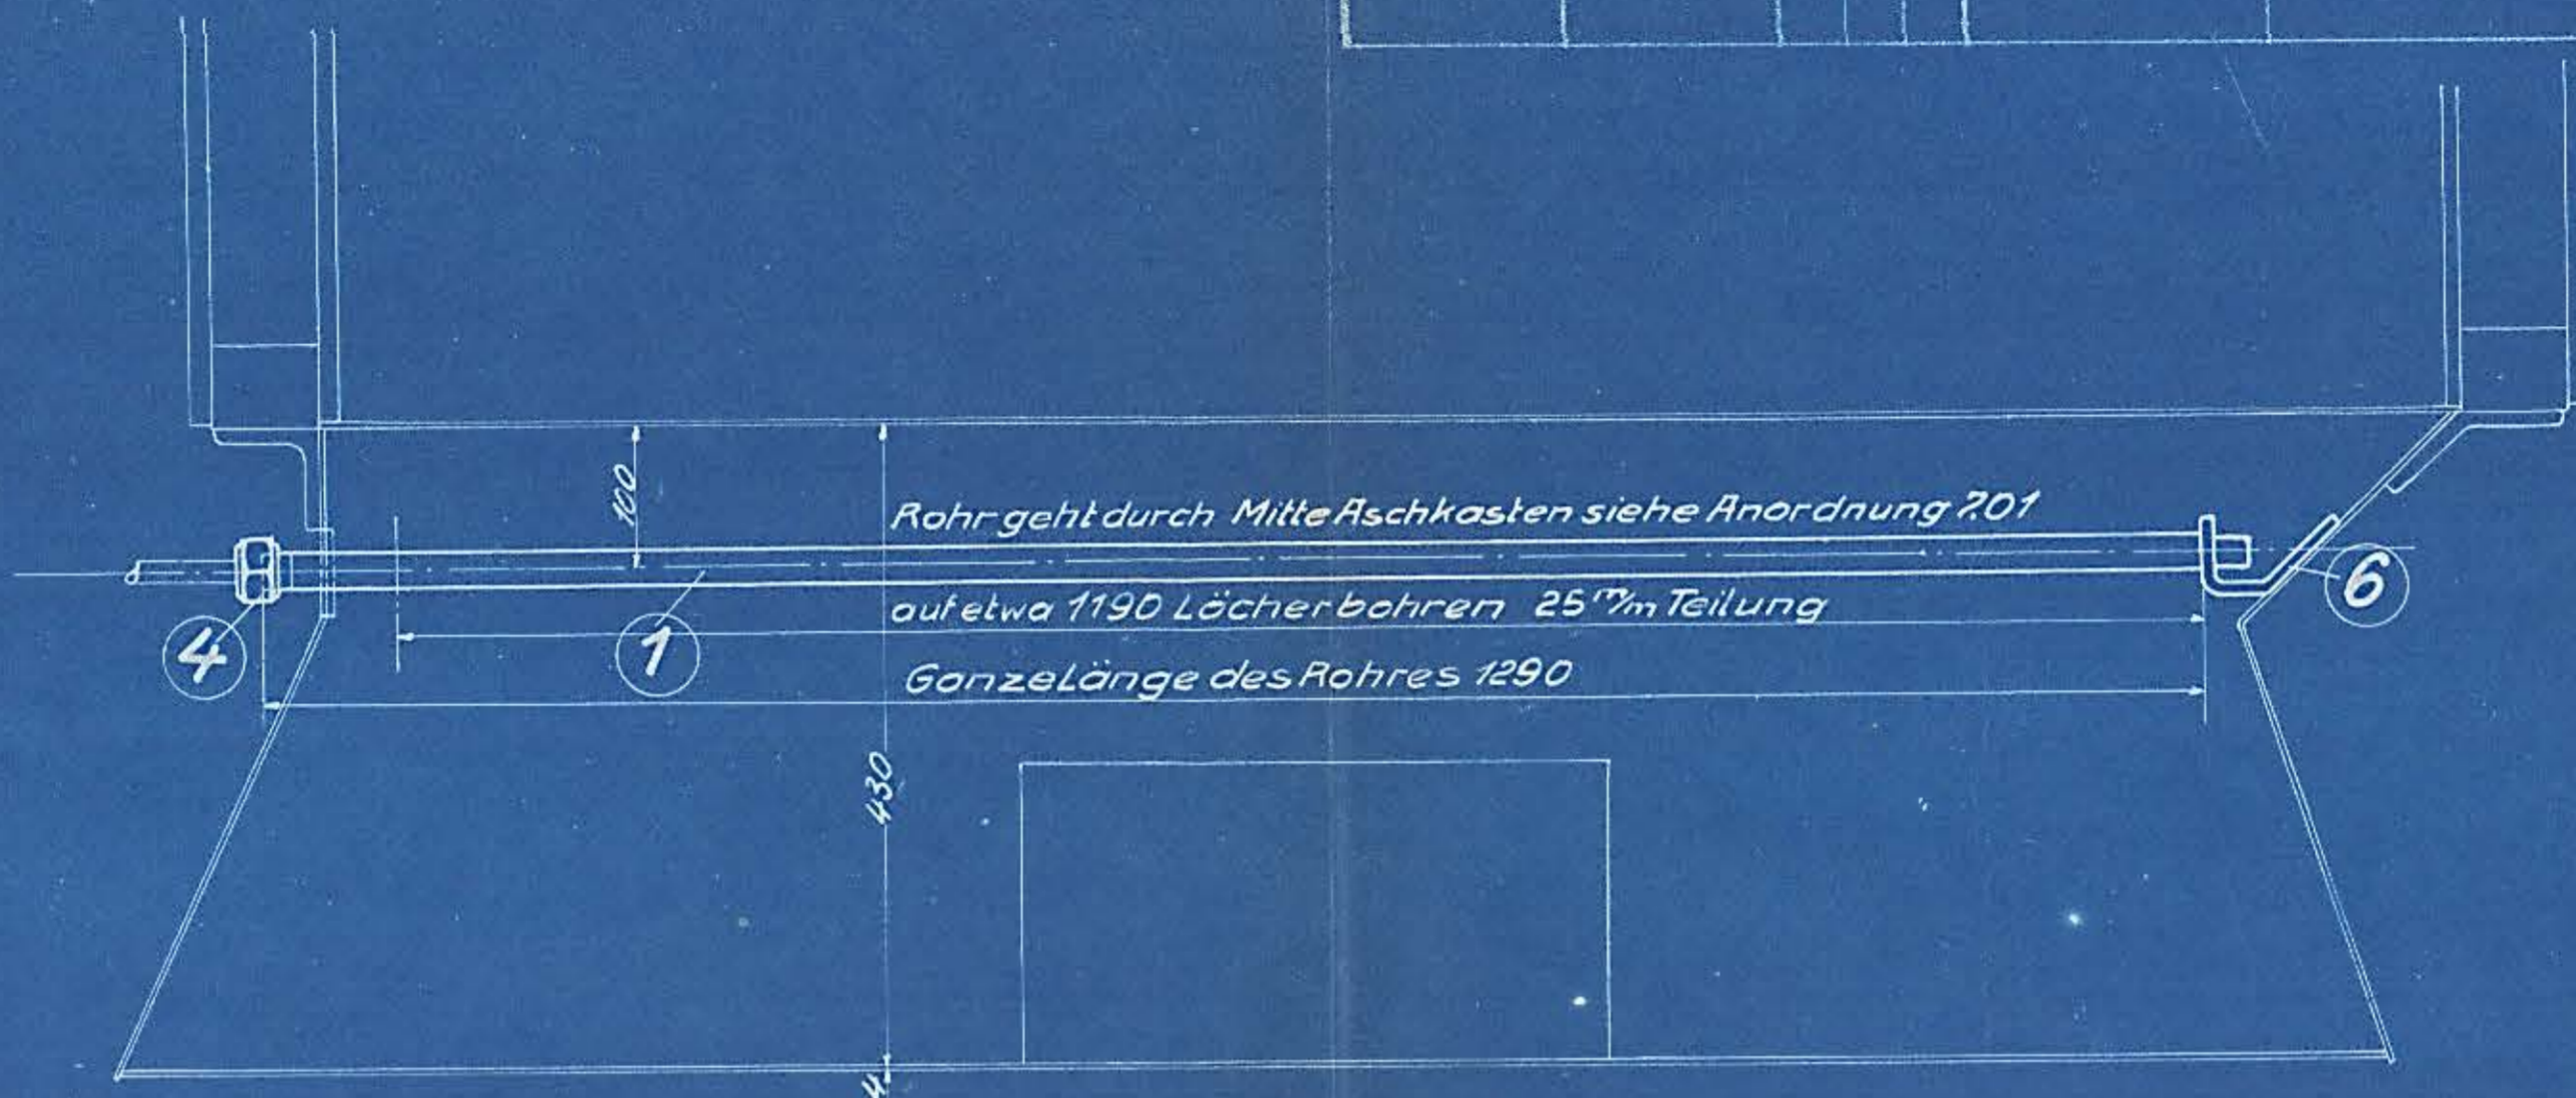 100
Rohr geht durch Mitte Aschkasten siehe Anordnung 7.01
4
1
6
auf etwa 1190 Löcher bohren 25 m/m Teilung
Ganze Länge des Rohres 1290
430
4